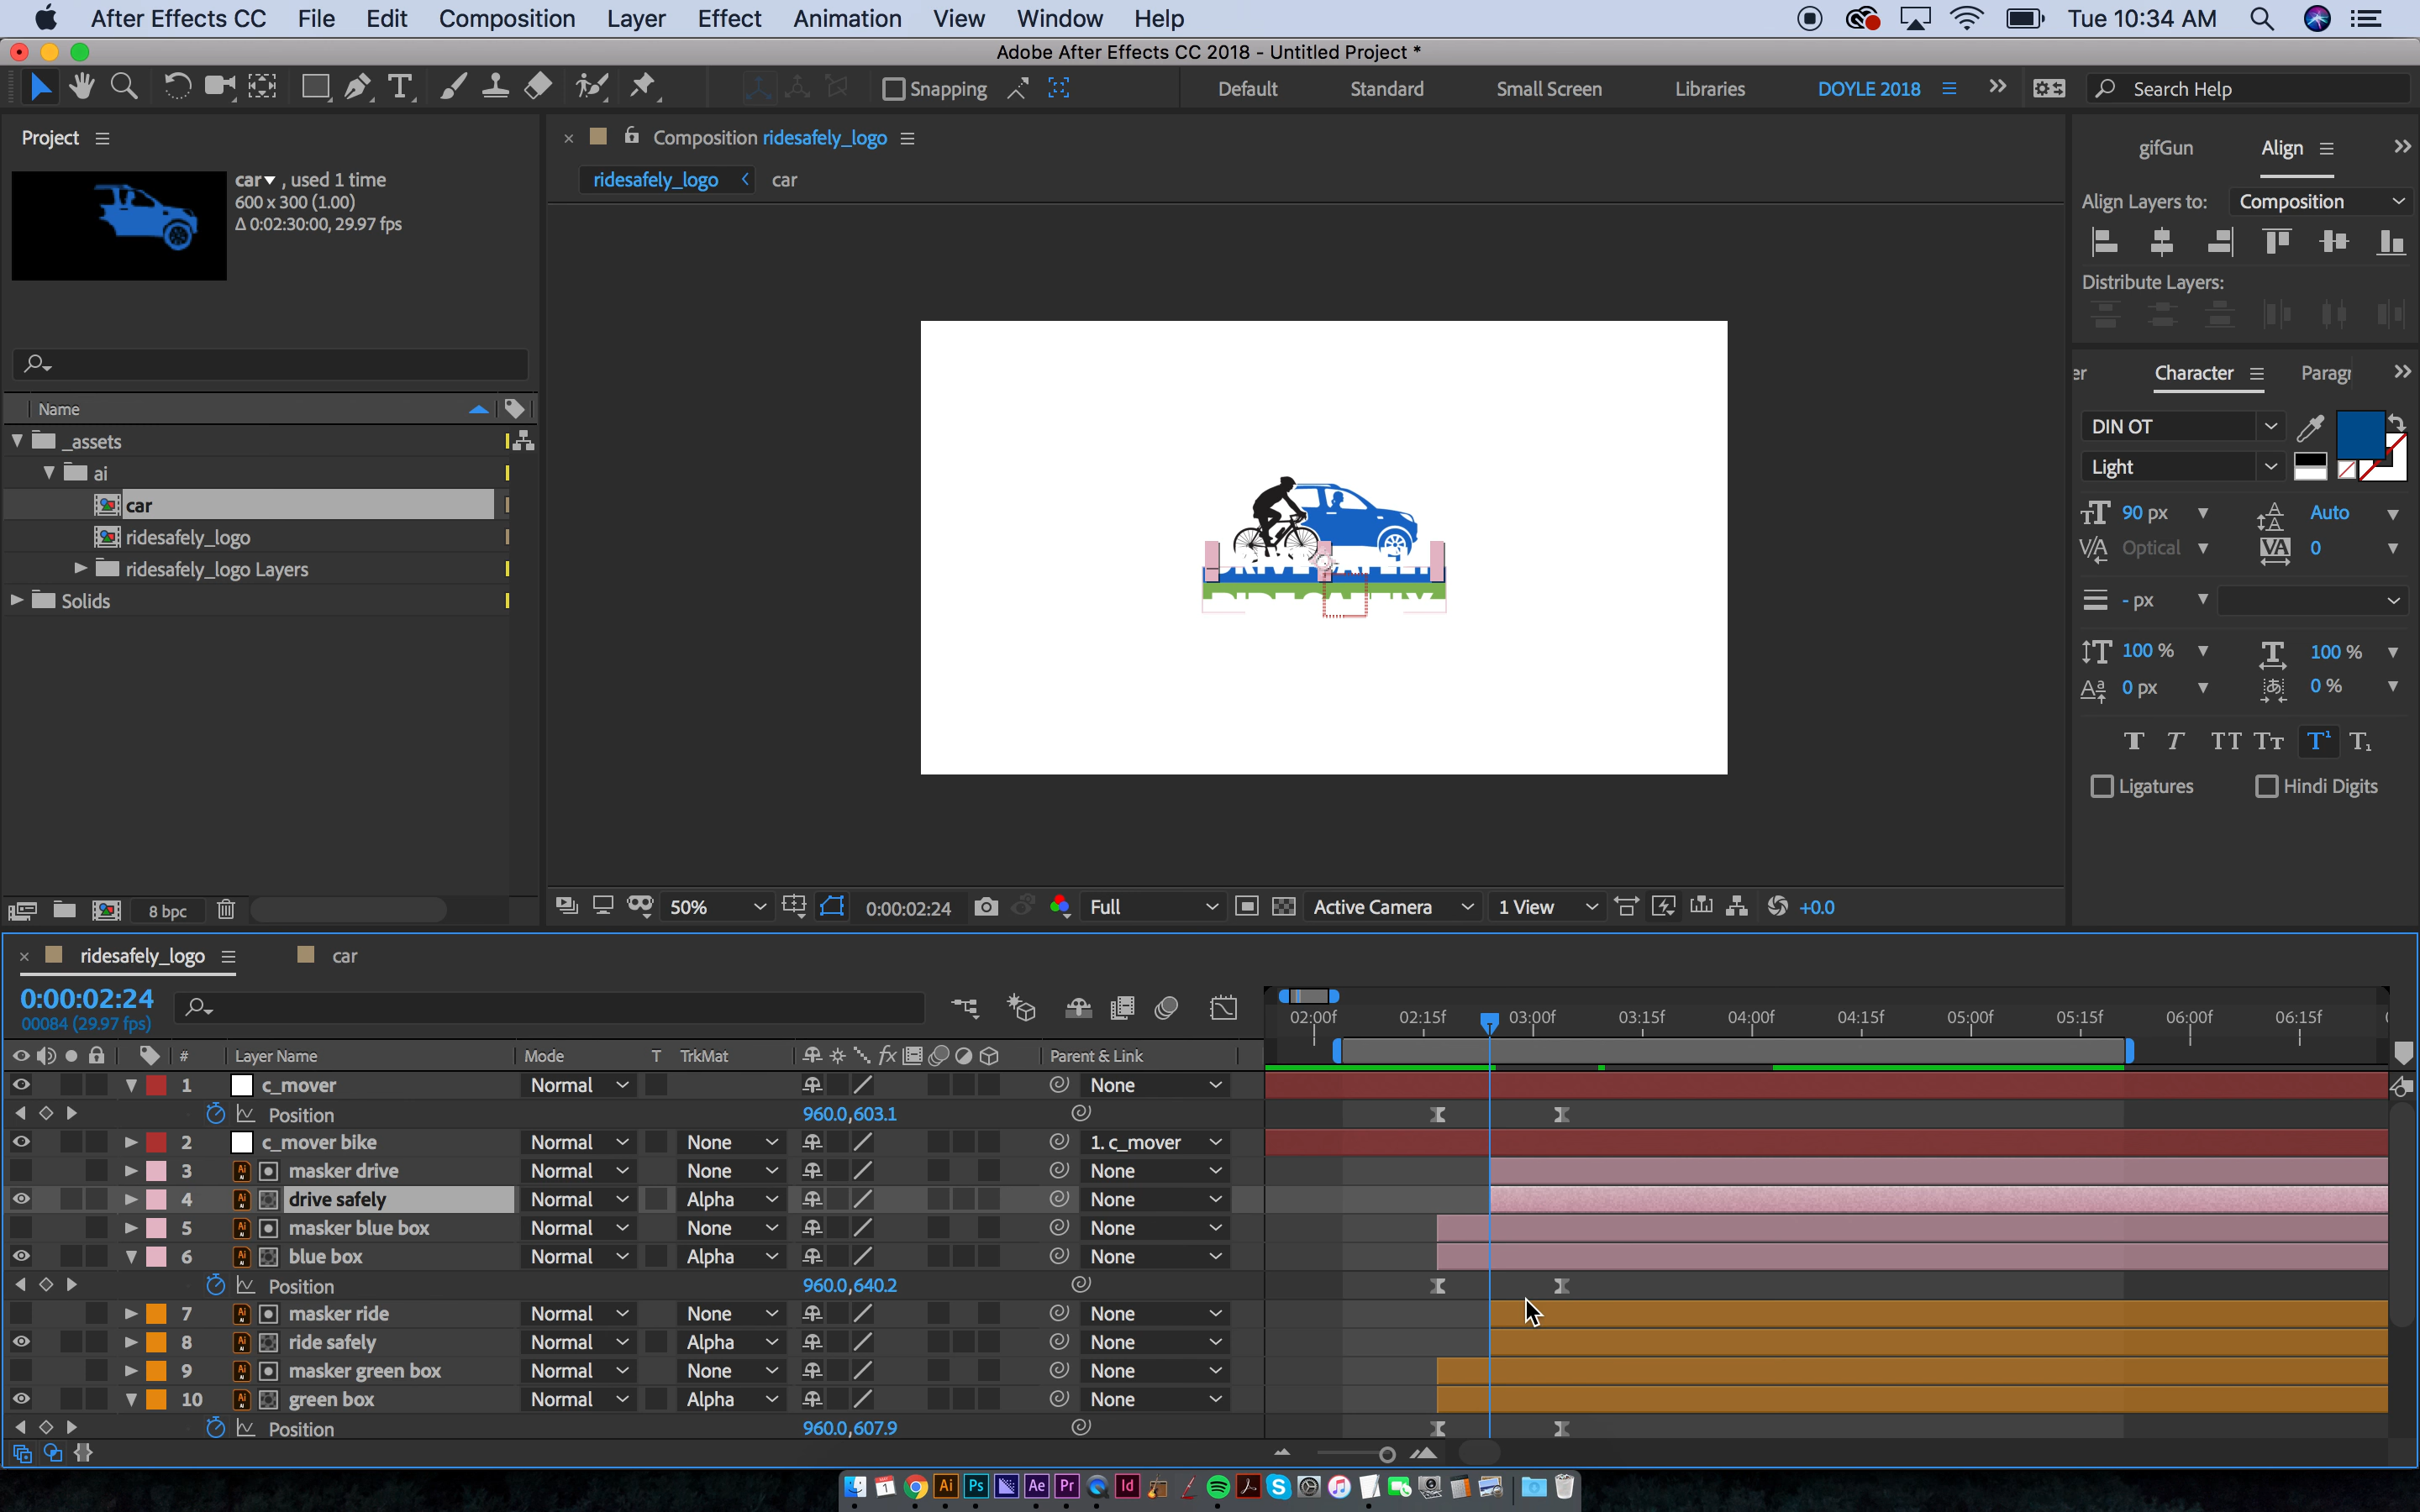 After Effects CC File Edit Composition Layer Effect Animation View Window Help Tue 10:34 AM
Adobe After Effects CC 2018 - Untitled Project *
Snapping Default Standard Small Screen Libraries DOYLE 2018 Search Help
Project
car , used 1 time
600 x 300 (1.00)
Δ 0:02:30:00, 29.97 fps
Name
_assets
ai
car
ridesafely_logo
ridesafely_logo Layers
Solids
8 bpc
Composition ridesafely_logo
ridesafely_logo car
50% 0:00:02:24 Full Active Camera 1 View +0.0
gifGun Align
Align Layers to: Composition
Distribute Layers:
er Character Paragr
DIN OT
Light
90 px Auto
Optical 0
- px
100 % 100 %
0 px 0 %
Ligatures Hindi Digits
ridesafely_logo car
0:00:02:24
00084 (29.97 fps)
02:00f 02:15f 03:00f 03:15f 04:00f 04:15f 05:00f 05:15f 06:00f 06:15f
# Layer Name Mode T TrkMat Parent & Link
1 c_mover Normal None
Position 960.0,603.1
2 c_mover bike Normal None 1. c_mover
3 masker drive Normal None None
4 drive safely Normal Alpha None
5 masker blue box Normal None None
6 blue box Normal Alpha None
Position 960.0,640.2
7 masker ride Normal None None
8 ride safely Normal Alpha None
9 masker green box Normal None None
10 green box Normal Alpha None
Position 960.0,607.9
Ai Ps Ae Pr Id